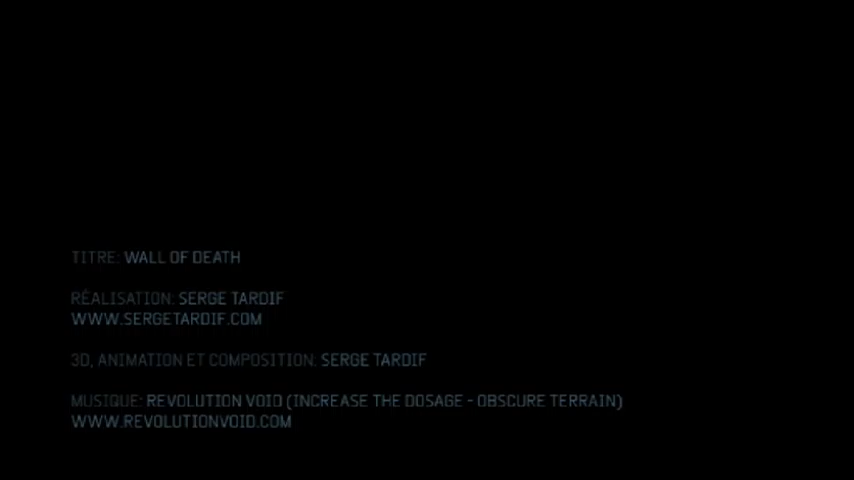 TITRE: WALL OF DEATH
RÉALISATION: SERGE TARDIF
WWW.SERGETARDIF.COM
3D, ANIMATION ET COMPOSITION: SERGE TARDIF
MUSIQUE: REVOLUTION VOID (INCREASE THE DOSAGE - OBSCURE TERRAIN)
WWW.REVOLUTIONVOID.COM